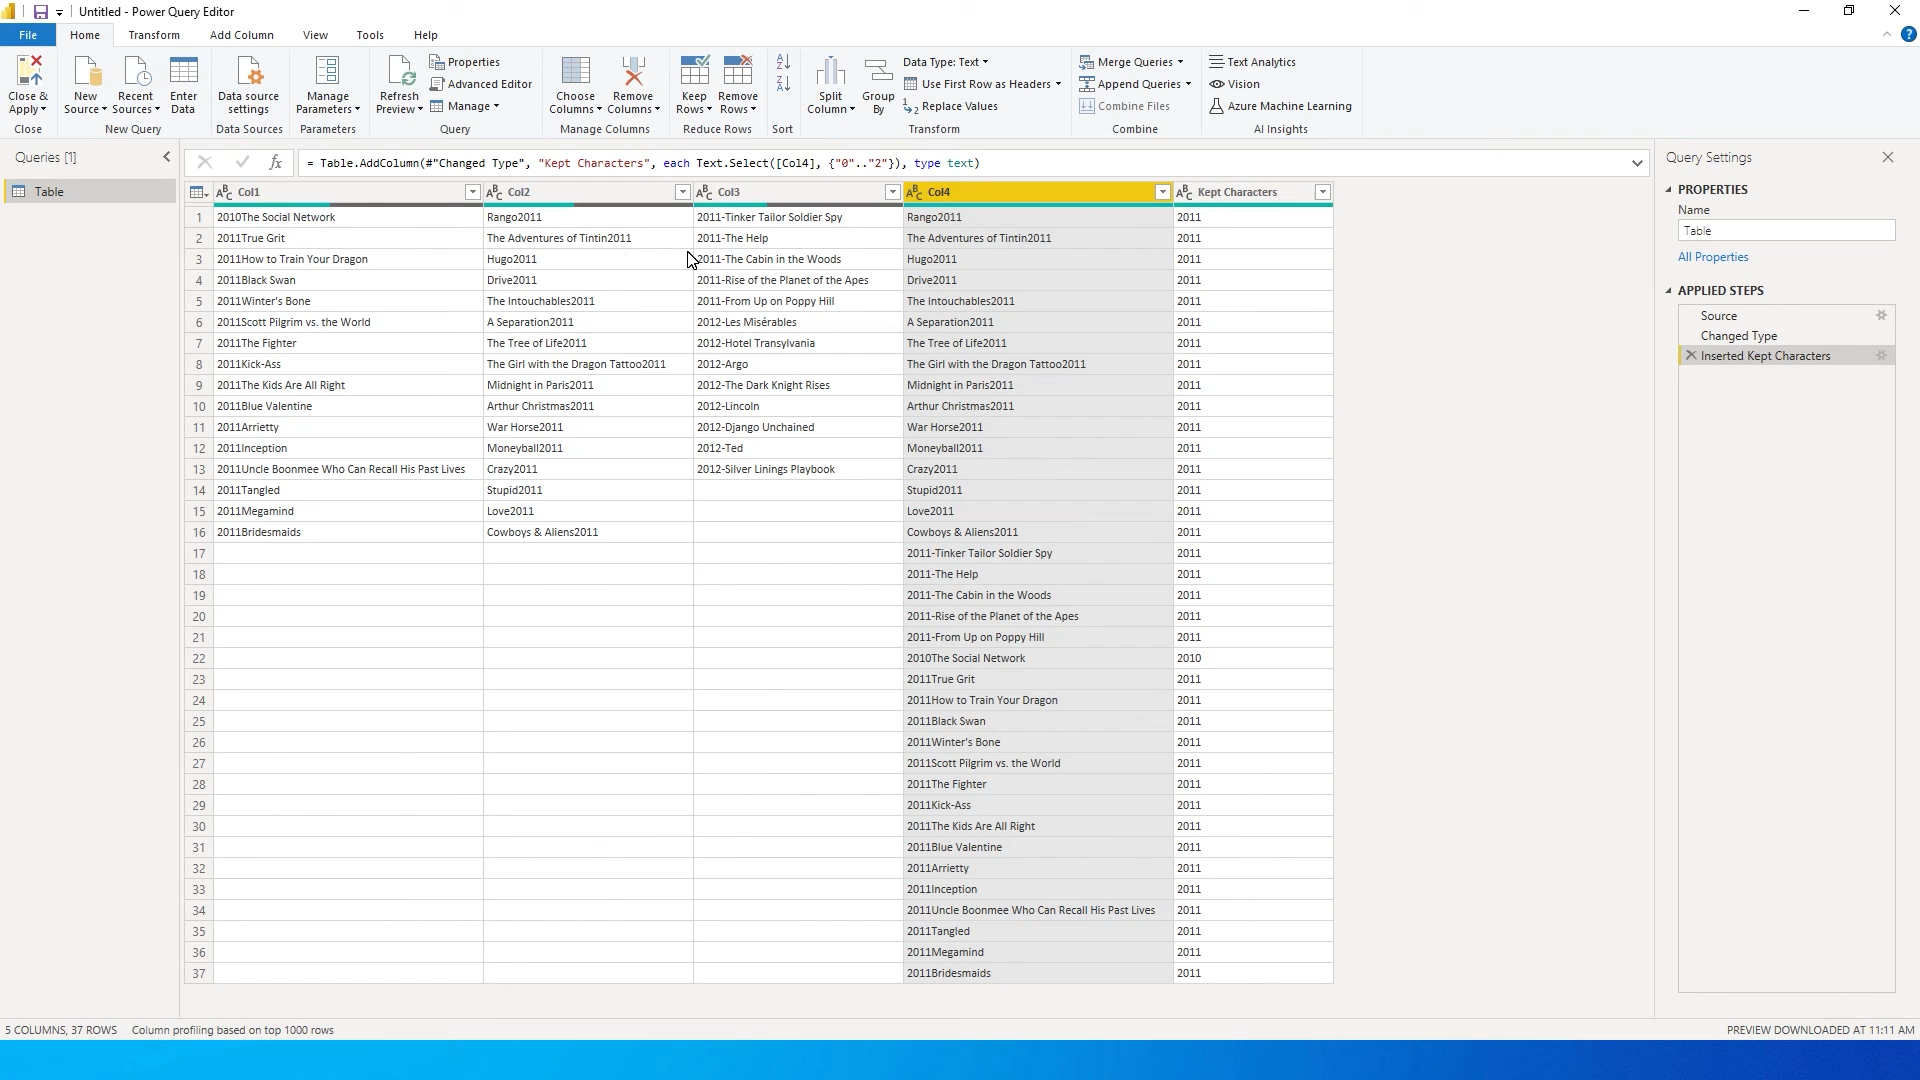 Untitled - Power Query Editor
File Home Transform Add Column View Tools Help
Close & Apply
Close
New Source
Recent Sources
Enter Data
New Query
Data source settings
Data Sources
Manage Parameters
Parameters
Refresh Preview
Properties
Advanced Editor
Manage
Query
Choose Columns
Remove Columns
Manage Columns
Keep Rows
Remove Rows
Reduce Rows
Sort
Split Column
Group By
Data Type: Text
Use First Row as Headers
Replace Values
Transform
Merge Queries
Append Queries
Combine Files
Combine
Text Analytics
Vision
Azure Machine Learning
AI Insights
Queries [1]
Table
= Table.AddColumn(#"Changed Type", "Kept Characters", each Text.Select([Col4], {"0".."2"}), type text)
Col1 Col2 Col3 Col4 Kept Characters
1 2010The Social Network Rango2011 2011-Tinker Tailor Soldier Spy Rango2011 2011
2 2011True Grit The Adventures of Tintin2011 2011-The Help The Adventures of Tintin2011 2011
3 2011How to Train Your Dragon Hugo2011 2011-The Cabin in the Woods Hugo2011 2011
4 2011Black Swan Drive2011 2011-Rise of the Planet of the Apes Drive2011 2011
5 2011Winter's Bone The Intouchables2011 2011-From Up on Poppy Hill The Intouchables2011 2011
6 2011Scott Pilgrim vs. the World A Separation2011 2012-Les Misérables A Separation2011 2011
7 2011The Fighter The Tree of Life2011 2012-Hotel Transylvania The Tree of Life2011 2011
8 2011Kick-Ass The Girl with the Dragon Tattoo2011 2012-Argo The Girl with the Dragon Tattoo2011 2011
9 2011The Kids Are All Right Midnight in Paris2011 2012-The Dark Knight Rises Midnight in Paris2011 2011
10 2011Blue Valentine Arthur Christmas2011 2012-Lincoln Arthur Christmas2011 2011
11 2011Arrietty War Horse2011 2012-Django Unchained War Horse2011 2011
12 2011Inception Moneyball2011 2012-Ted Moneyball2011 2011
13 2011Uncle Boonmee Who Can Recall His Past Lives Crazy2011 2012-Silver Linings Playbook Crazy2011 2011
14 2011Tangled Stupid2011 Stupid2011 2011
15 2011Megamind Love2011 Love2011 2011
16 2011Bridesmaids Cowboys & Aliens2011 Cowboys & Aliens2011 2011
17 2011-Tinker Tailor Soldier Spy 2011
18 2011-The Help 2011
19 2011-The Cabin in the Woods 2011
20 2011-Rise of the Planet of the Apes 2011
21 2011-From Up on Poppy Hill 2011
22 2010The Social Network 2010
23 2011True Grit 2011
24 2011How to Train Your Dragon 2011
25 2011Black Swan 2011
26 2011Winter's Bone 2011
27 2011Scott Pilgrim vs. the World 2011
28 2011The Fighter 2011
29 2011Kick-Ass 2011
30 2011The Kids Are All Right 2011
31 2011Blue Valentine 2011
32 2011Arrietty 2011
33 2011Inception 2011
34 2011Uncle Boonmee Who Can Recall His Past Lives 2011
35 2011Tangled 2011
36 2011Megamind 2011
37 2011Bridesmaids 2011
Query Settings
PROPERTIES
Name
Table
All Properties
APPLIED STEPS
Source
Changed Type
Inserted Kept Characters
5 COLUMNS, 37 ROWS Column profiling based on top 1000 rows PREVIEW DOWNLOADED AT 11:11 AM